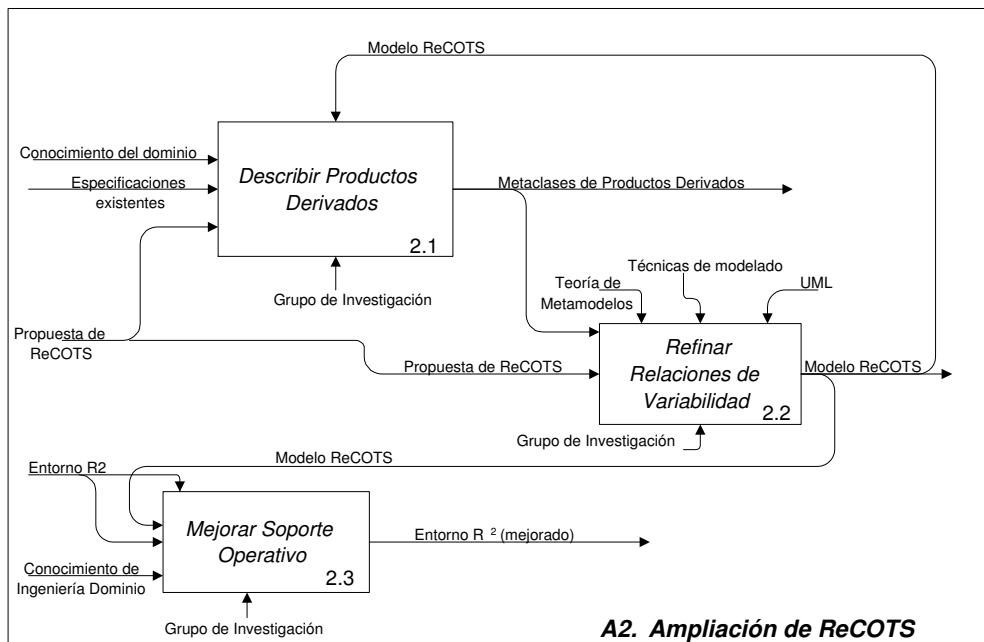 Modelo ReCOTS
Conocimiento del dominio
Especificaciones
existentes
Describir Productos
Derivados
2.1
Metaclases de Productos Derivados
Grupo de Investigación
Teoría de
Metamodelos
Técnicas de modelado
UML
Propuesta de
ReCOTS
Propuesta de ReCOTS
Refinar
Relaciones de
Variabilidad
2.2
Modelo ReCOTS
Grupo de Investigación
Modelo ReCOTS
Entorno R2
Mejorar Soporte
Operativo
2.3
Entorno R 2 (mejorado)
Conocimiento de
Ingeniería Dominio
Grupo de Investigación
A2. Ampliación de ReCOTS